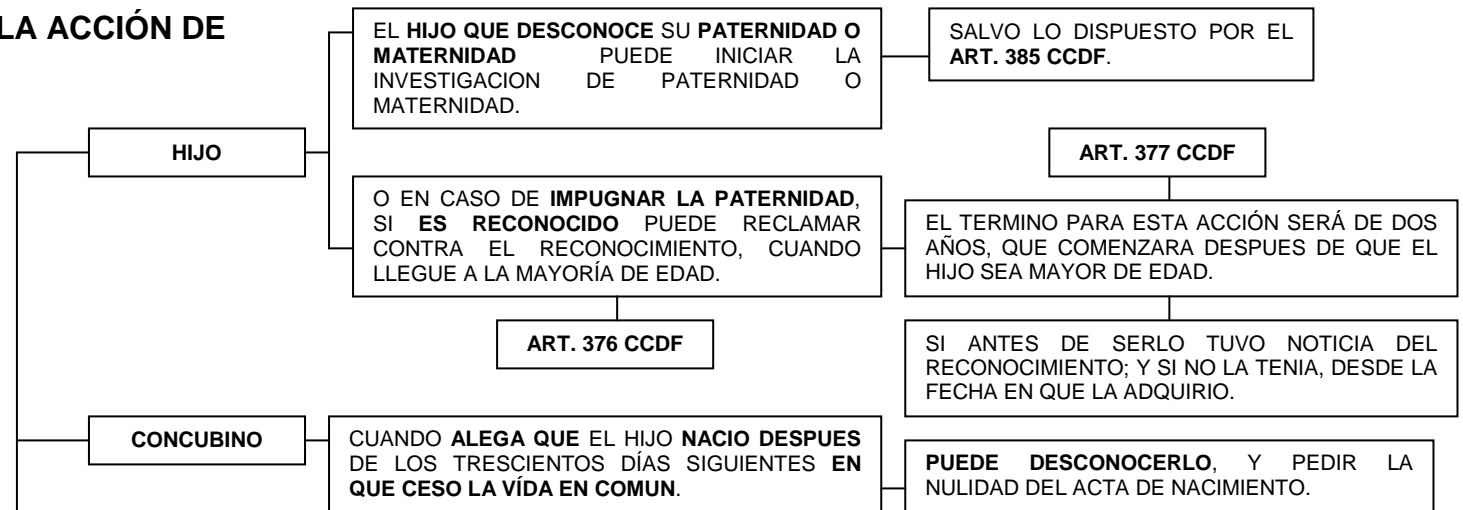 LA ACCIÓN DE
HIJO
EL HIJO QUE DESCONOCE SU PATERNIDAD O
MATERNIDAD PUEDE INICIAR LA
INVESTIGACION DE PATERNIDAD O
MATERNIDAD.
SALVO LO DISPUESTO POR EL
ART. 385 CCDF.
O EN CASO DE IMPUGNAR LA PATERNIDAD,
SI ES RECONOCIDO PUEDE RECLAMAR
CONTRA EL RECONOCIMIENTO, CUANDO
LLEGUE A LA MAYORÍA DE EDAD.
ART. 376 CCDF
ART. 377 CCDF
EL TERMINO PARA ESTA ACCIÓN SERÁ DE DOS
AÑOS, QUE COMENZARA DESPUES DE QUE EL
HIJO SEA MAYOR DE EDAD.
SI ANTES DE SERLO TUVO NOTICIA DEL
RECONOCIMIENTO; Y SI NO LA TENIA, DESDE LA
FECHA EN QUE LA ADQUIRIO.
CONCUBINO
CUANDO ALEGA QUE EL HIJO NACIO DESPUES
DE LOS TRESCIENTOS DÍAS SIGUIENTES EN
QUE CESO LA VÍDA EN COMUN.
PUEDE DESCONOCERLO, Y PEDIR LA
NULIDAD DEL ACTA DE NACIMIENTO.